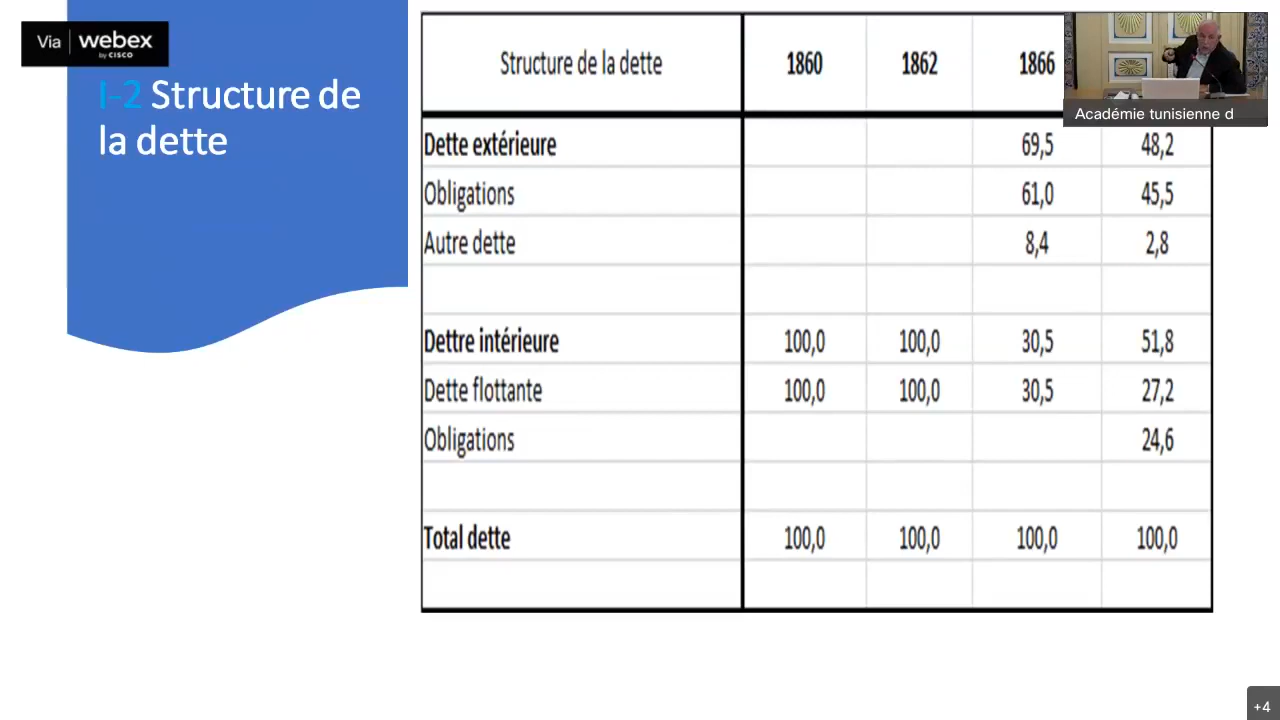 Via webex
by CISCO
I-2 Structure de
la dette
Structure de la dette 1860 1862 1866
Académie tunisienne d
Dette extérieure 69,5 48,2
Obligations 61,0 45,5
Autre dette 8,4 2,8
Dettre intérieure 100,0 100,0 30,5 51,8
Dette flottante 100,0 100,0 30,5 27,2
Obligations 24,6
Total dette 100,0 100,0 100,0 100,0
+4